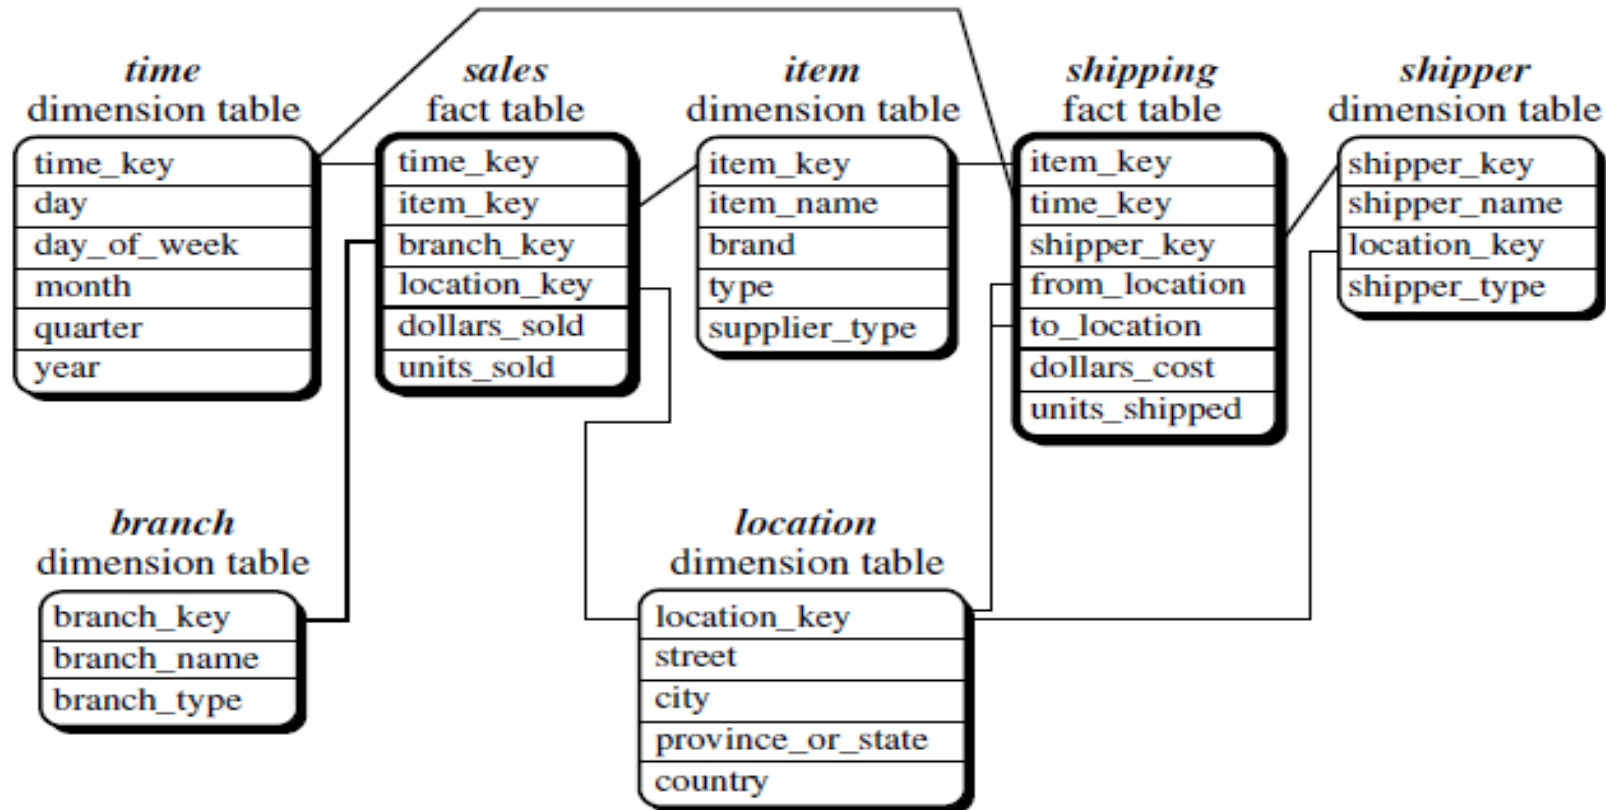 time
dimension table
time_key
day
day_of_week
month
quarter
year
sales
fact table
time_key
item_key
branch_key
location_key
dollars_sold
units_sold
item
dimension table
item_key
item_name
brand
type
supplier_type
shipping
fact table
item_key
time_key
shipper_key
from_location
to_location
dollars_cost
units_shipped
shipper
dimension table
shipper_key
shipper_name
location_key
shipper_type
branch
dimension table
branch_key
branch_name
branch_type
location
dimension table
location_key
street
city
province_or_state
country